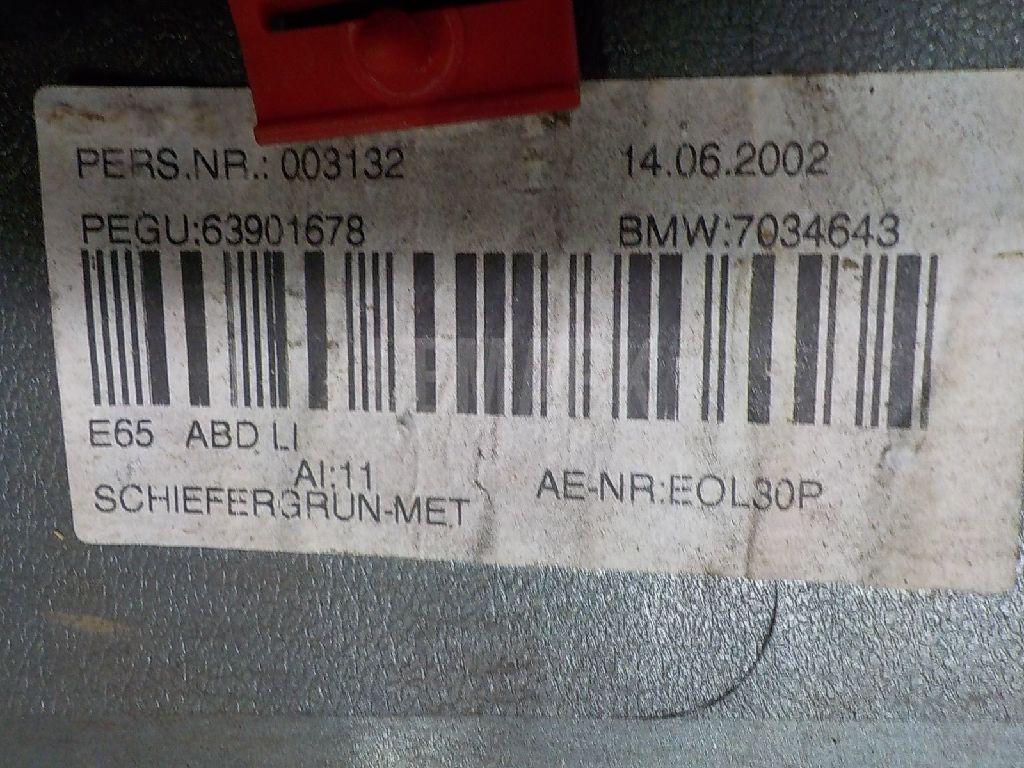 PERS.NR.: 003132 14.06.2002
PEGU:63901678 BMW:7034643
E65 ABD LI
AI:11
SCHIEFERGRUN-MET AE-NR:EOL30P